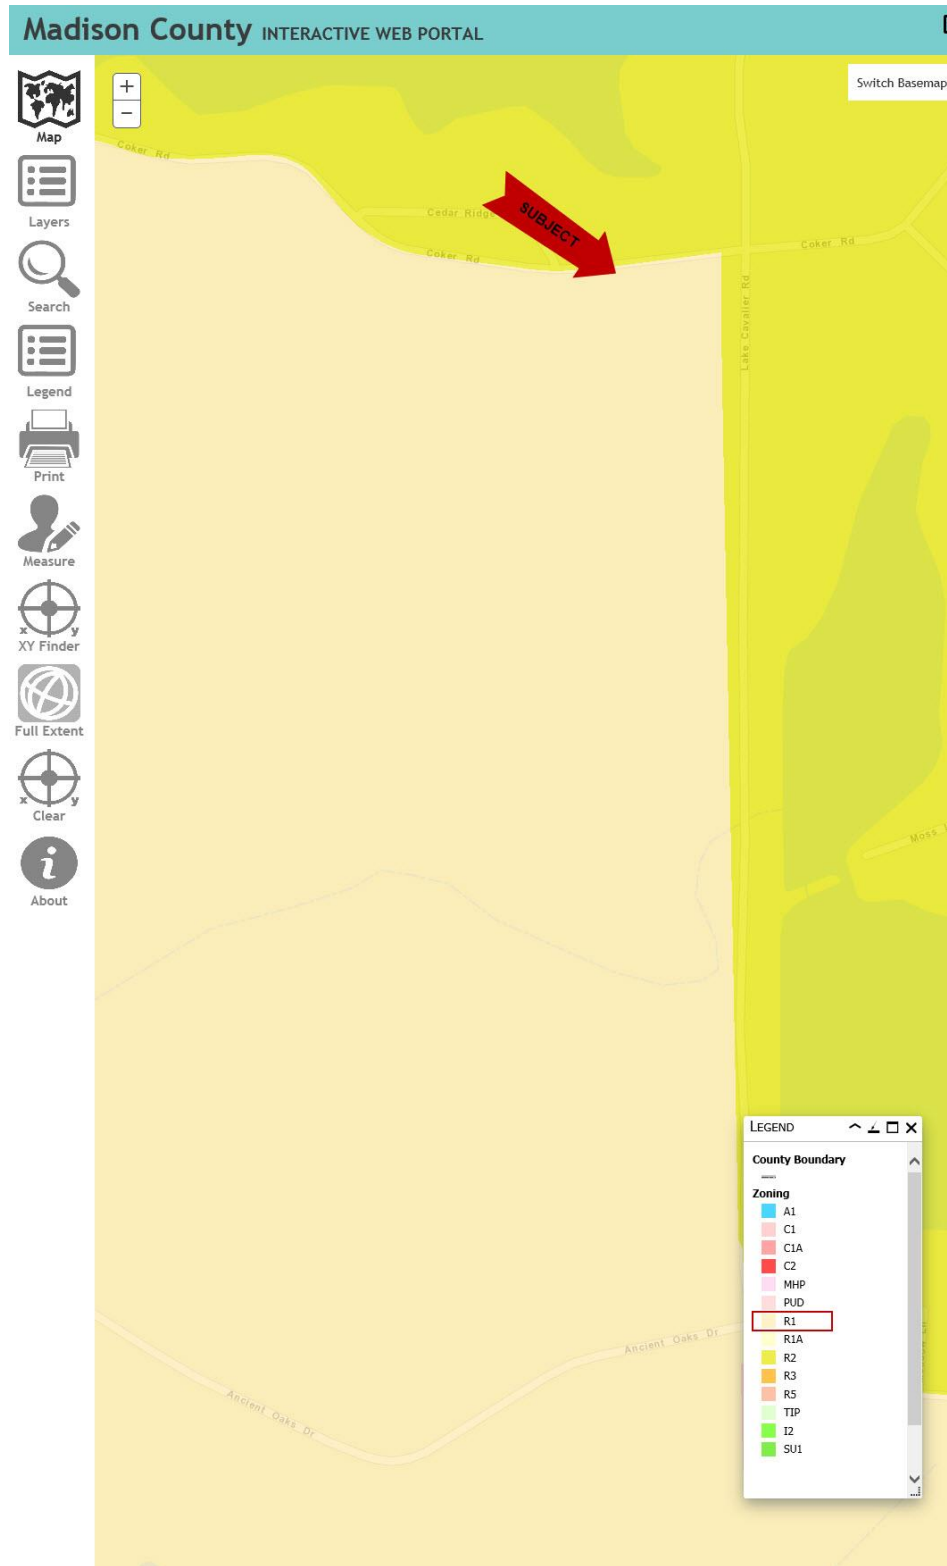 Madison County INTERACTIVE WEB PORTAL
Map
Layers
Search
Legend
Print
Measure
XY Finder
Full Extent
Clear
About
+
−
Switch Basemap
Coker Rd
Cedar Ridge
SUBJECT
Coker Rd
Coker Rd
Lake Cavalier Rd
Moss
Ancient Oaks Dr
Ancient Oaks Dr
LEGEND
County Boundary
Zoning
A1
C1
C1A
C2
MHP
PUD
R1
R1A
R2
R3
R5
TIP
I2
SU1